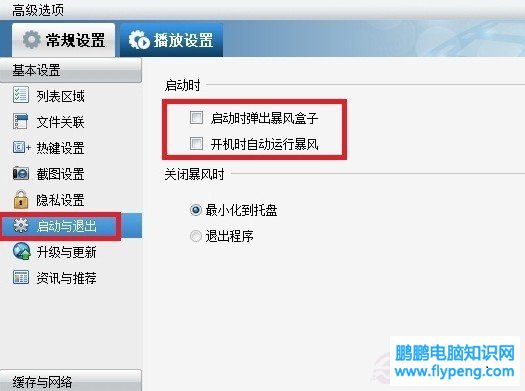 高级选项
常规设置
播放设置
基本设置
列表区域
文件关联
热键设置
截图设置
隐私设置
启动与退出
升级与更新
资讯与推荐
缓存与网络
启动时
启动时弹出暴风盒子
开机时自动运行暴风
关闭暴风时
最小化到托盘
退出程序
鹏鹏电脑知识网
www.flypeng.com